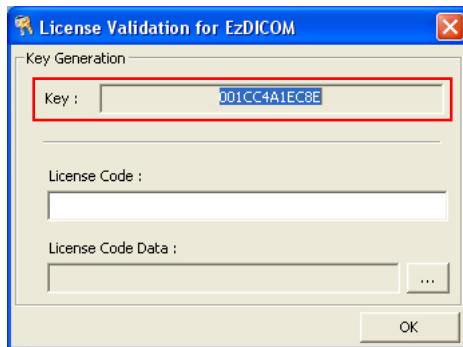 License Validation for EzDICOM
Key Generation
Key :
001CC4A1EC8E
License Code :
License Code Data :
...
OK